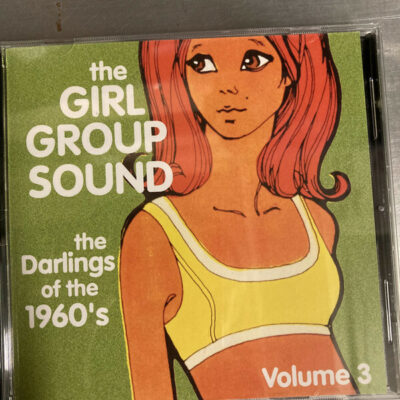 the
GIRL
GROUP
SOUND
the
Darlings
of the
1960's
Volume 3